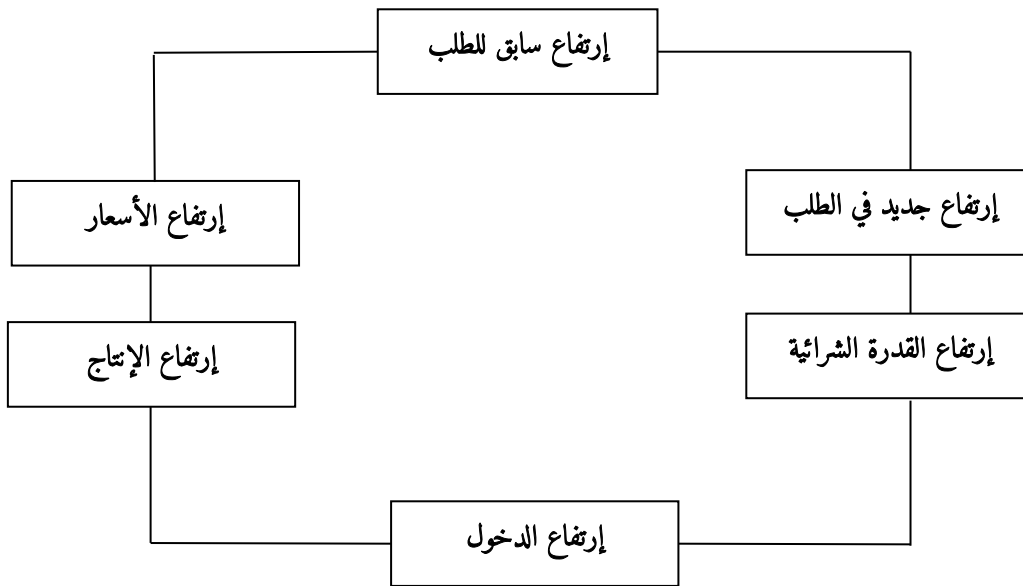 إرتفاع سابق للطلب
إرتفاع جديد في الطلب
إرتفاع الأسعار
إرتفاع القدرة الشرائية
إرتفاع الإنتاج
إرتفاع الدخول